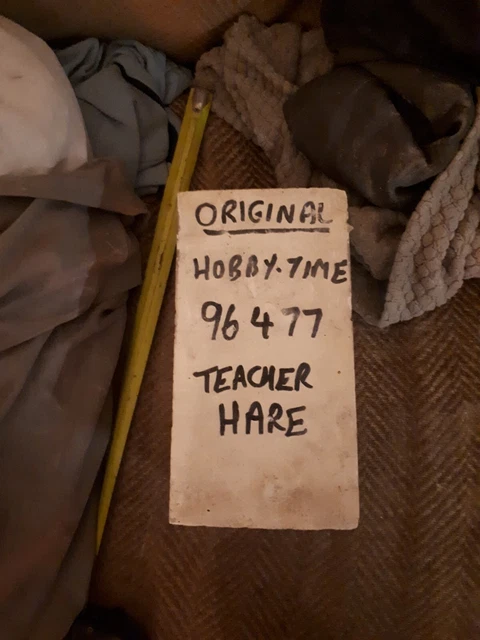 ORIGINAL
HOBBY.TIME
96477
TEACHER
HARE